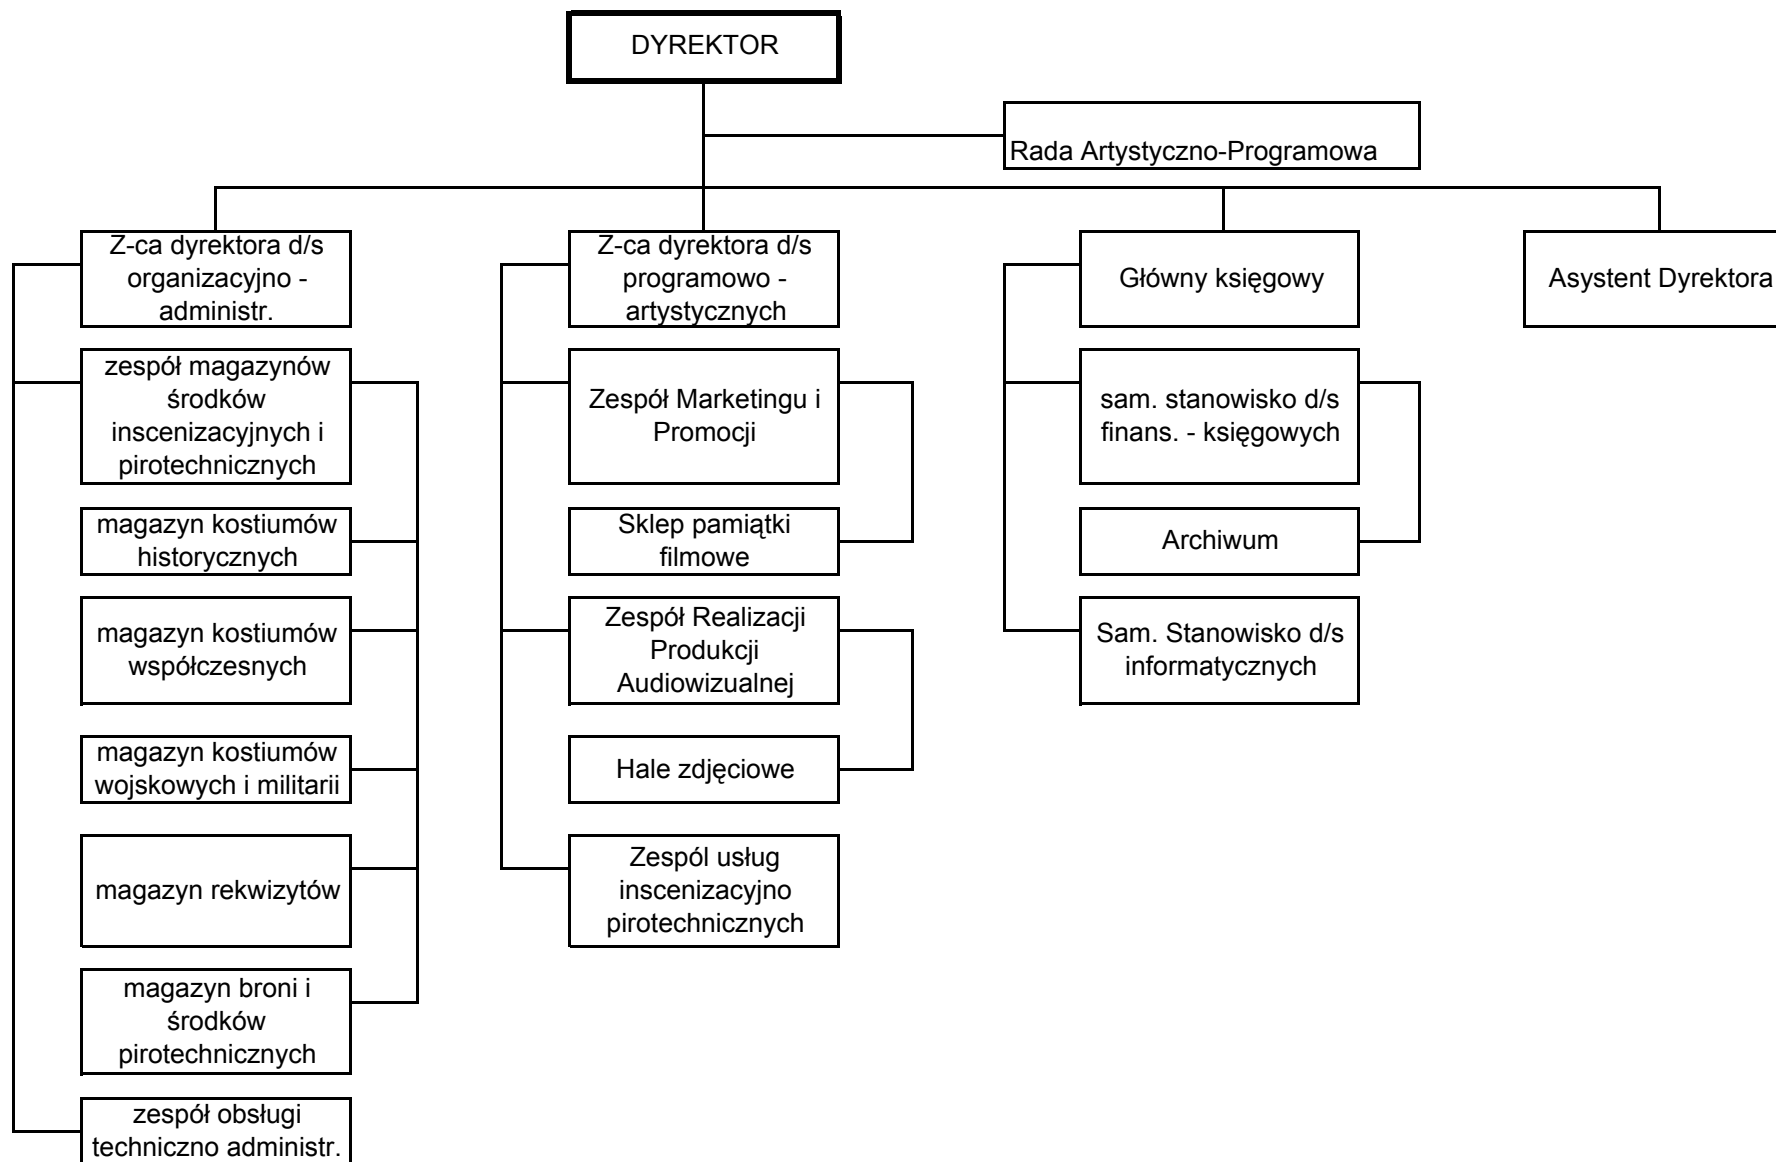 DYREKTOR
Rada Artystyczno-Programowa
Z-ca dyrektora d/s
organizacyjno -
administr.
Z-ca dyrektora d/s
programowo -
artystycznych
Główny księgowy
Asystent Dyrektora
zespół magazynów
środków
inscenizacyjnych i
pirotechnicznych
Zespół Marketingu i
Promocji
sam. stanowisko d/s
finans. - księgowych
magazyn kostiumów
historycznych
Sklep pamiątki
filmowe
Archiwum
magazyn kostiumów
współczesnych
Zespół Realizacji
Produkcji
Audiowizualnej
Sam. Stanowisko d/s
informatycznych
magazyn kostiumów
wojskowych i militarii
Hale zdjęciowe
magazyn rekwizytów
Zespól usług
inscenizacyjno
pirotechnicznych
magazyn broni i
środków
pirotechnicznych
zespół obsługi
techniczno administr.